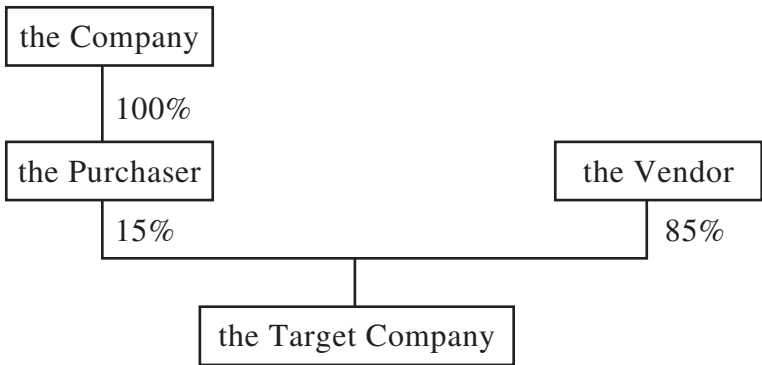 the Company
100%
the Purchaser
the Vendor
15%
85%
the Target Company